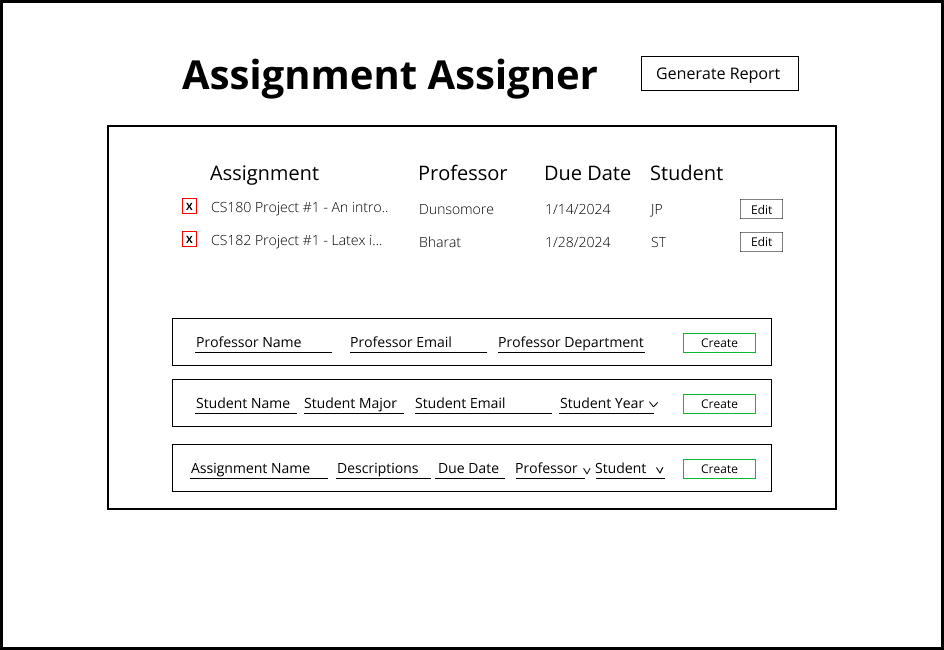 Assignment Assigner Generate Report
Assignment Professor Due Date Student
X CS180 Project #1 - An intro.. Dunsomore 1/14/2024 JP Edit
X CS182 Project #1 - Latex i... Bharat 1/28/2024 ST Edit
Professor Name Professor Email Professor Department Create
Student Name Student Major Student Email Student Year Create
Assignment Name Descriptions Due Date Professor Student Create